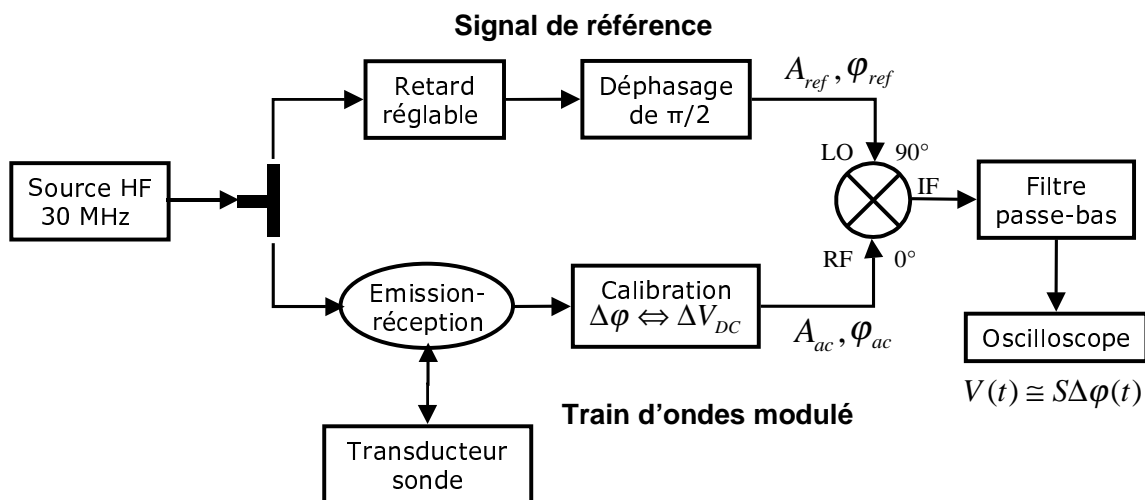 Signal de référence
Retard
réglable
Déphasage
de π/2
A_ref, φ_ref
LO
90°
Source HF
30 MHz
IF
Filtre
passe-bas
RF
0°
Emission-
réception
Calibration
Δφ ⇔ ΔV_DC
A_ac, φ_ac
Oscilloscope
V(t) ≅ SΔφ(t)
Train d'ondes modulé
Transducteur
sonde